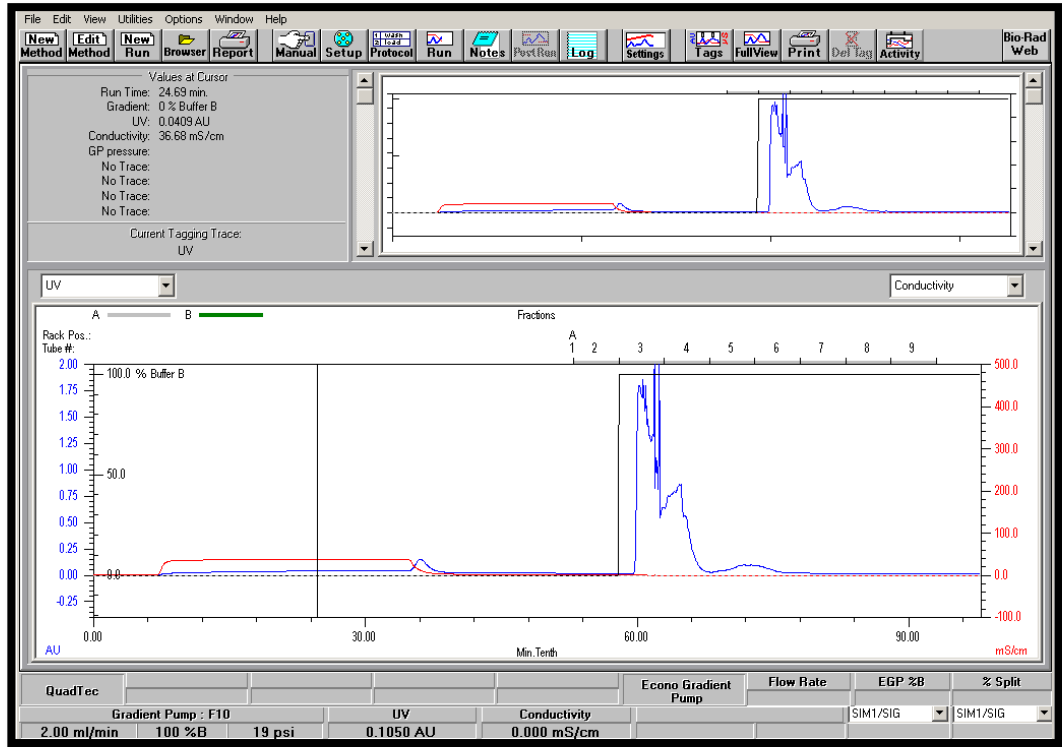 File Edit View Utilities Options Window Help
New Method Edit Method New Run Browser Report Manual Setup 1 Wash 2 load Protocol Run Notes Post Run Log Settings Tags Full View Print Del Tag Activity Bio-Rad Web
Values at Cursor
Run Time: 24.69 min.
Gradient: 0 % Buffer B
UV: 0.0409 AU
Conductivity: 36.68 mS/cm
GP pressure:
No Trace:
No Trace:
No Trace:
No Trace:
Current Tagging Trace:
UV
UV Conductivity
A B Fractions
Rack Pos.: A
Tube #: 1 2 3 4 5 6 7 8 9
2.00 100.0 % Buffer B 500.0
1.75
1.50 400.0
1.25 300.0
1.00 50.0
0.75 200.0
0.50 100.0
0.25
0.00 0.0 0.0
-0.25 -100.0
0.00 30.00 60.00 90.00
AU Min.Tenth mS/cm
QuadTec Econo Gradient Pump Flow Rate EGP %B % Split
Gradient Pump : F10 UV Conductivity SIM1/SIG SIM1/SIG
2.00 ml/min 100 %B 19 psi 0.1050 AU 0.000 mS/cm